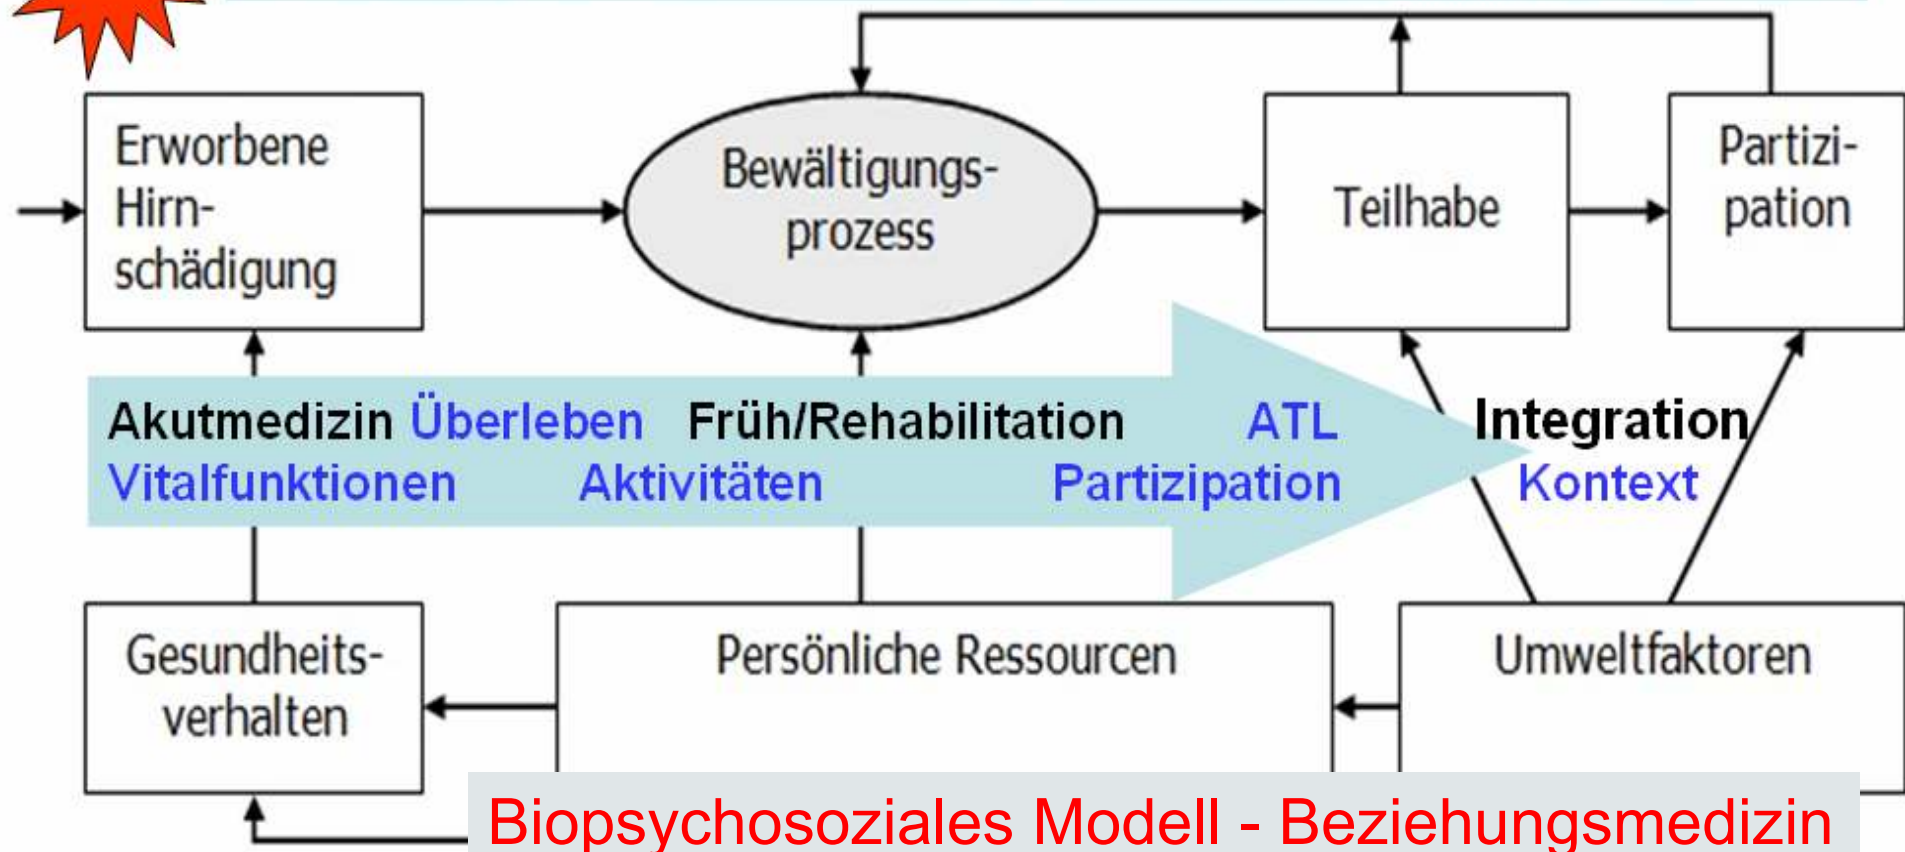 Erworbene
Hirn-
schädigung
Bewältigungs-
prozess
Teilhabe
Partizi-
pation
Akutmedizin Überleben Früh/Rehabilitation ATL Integration
Vitalfunktionen Aktivitäten Partizipation Kontext
Gesundheits-
verhalten
Persönliche Ressourcen
Umweltfaktoren
Biopsychosoziales Modell - Beziehungsmedizin